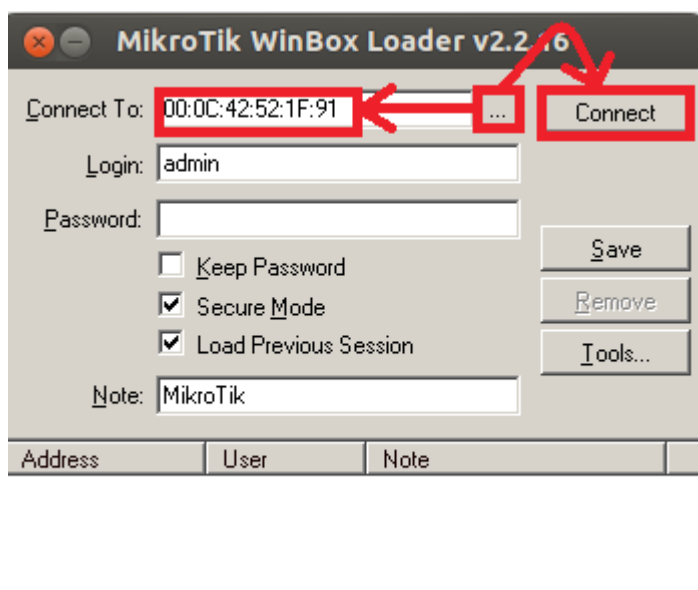 MikroTik WinBox Loader v2.2.16
Connect To: 00:0C:42:52:1F:91 ... Connect
Login: admin
Password:
Keep Password
Save
Secure Mode
Remove
Load Previous Session
Tools...
Note: MikroTik
Address User Note